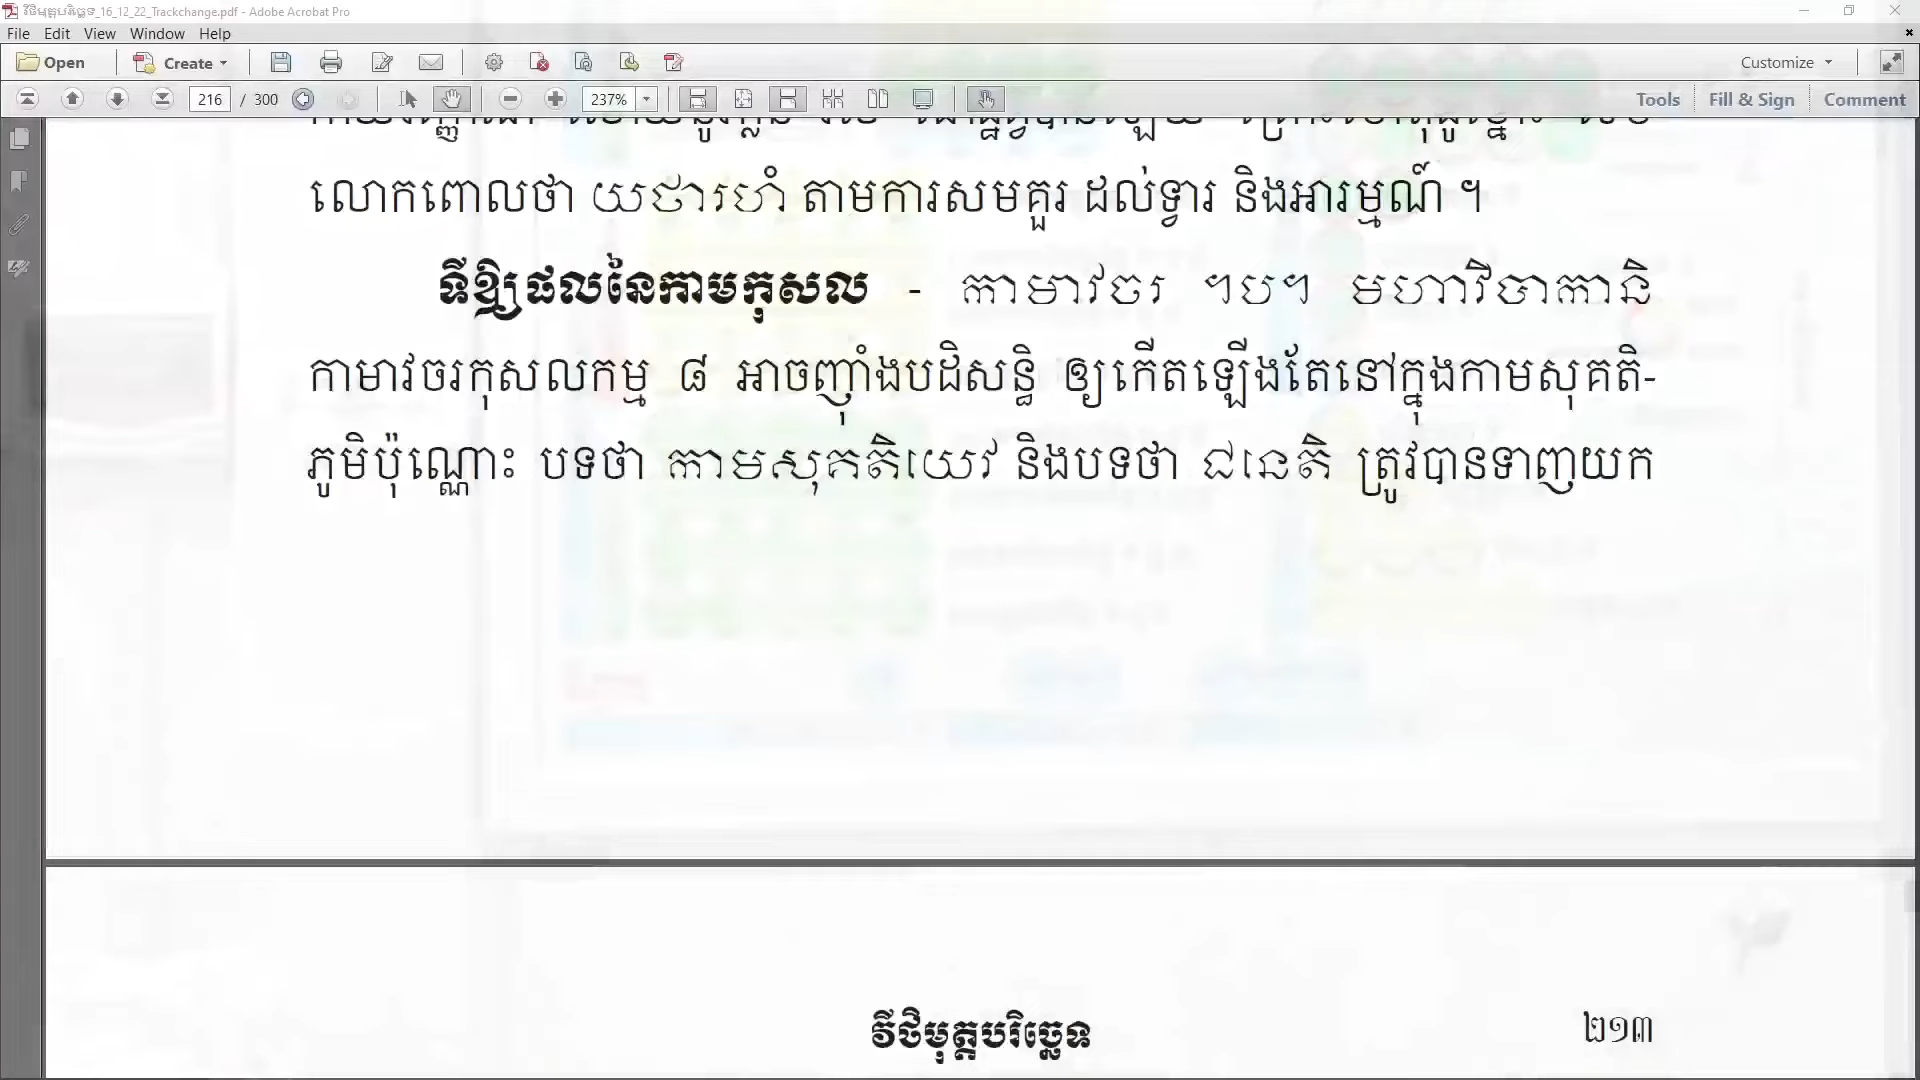 វីថិមុត្តបរិច្ឆេទ_16_12_22_Trackchange.pdf - Adobe Acrobat Pro
File Edit View Window Help
Open Create Customize
216 / 300 237% Tools Fill & Sign Comment
លោកពោលថា យថារហំ តាមការសមគួរ ដល់ទ្វារ និងអារម្មណ៍ ។
ទីឱ្យផលនៃកាមកុសល - កាមាវចរ ។ប។ មហាវិបាកានិ
កាមាវចរកុសលកម្ម ៨ អាចញ៉ាំងបដិសន្ធិ ឲ្យកើតឡើងតែនៅក្នុងកាមសុគតិ-
ភូមិប៉ុណ្ណោះ បទថា កាមសុគតិយេវ និងបទថា ជនេតិ ត្រូវបានទាញយក
វីថិមុត្តបរិច្ឆេទ ២១៣